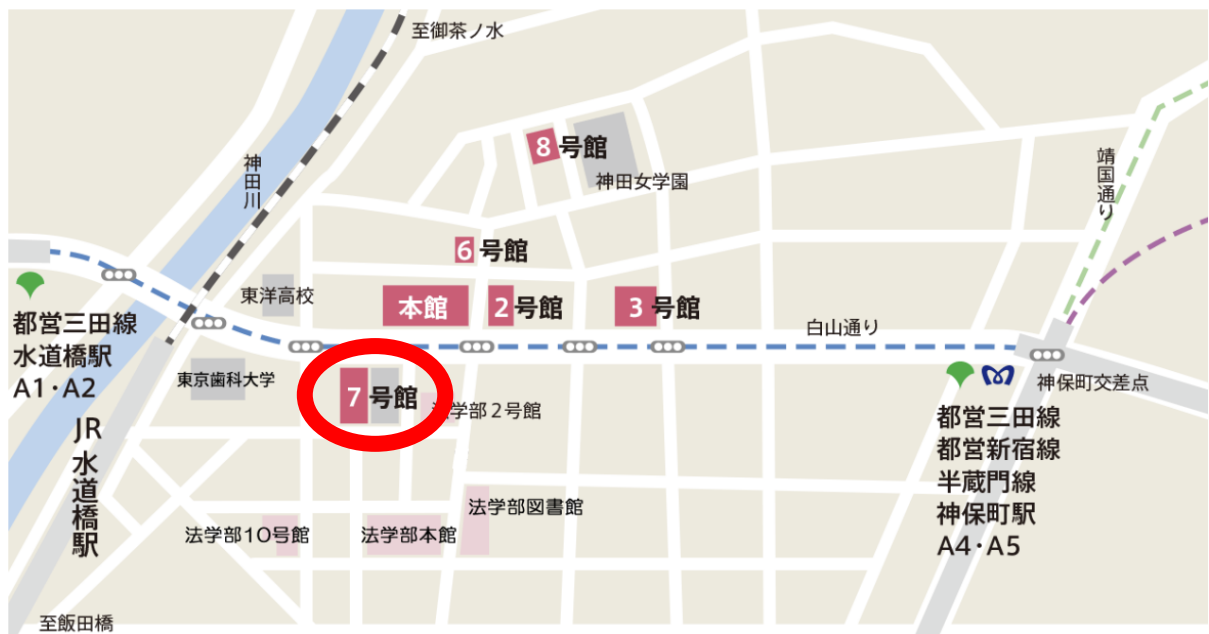 至御茶ノ水
8号館
神田女学園
神田川
靖国通り
6号館
東洋高校
本館
2号館
3号館
白山通り
都営三田線
水道橋駅
A1・A2
JR水道橋駅
東京歯科大学
7号館
法学部2号館
神保町交差点
都営三田線
都営新宿線
半蔵門線
神保町駅
A4・A5
法学部図書館
法学部10号館
法学部本館
至飯田橋